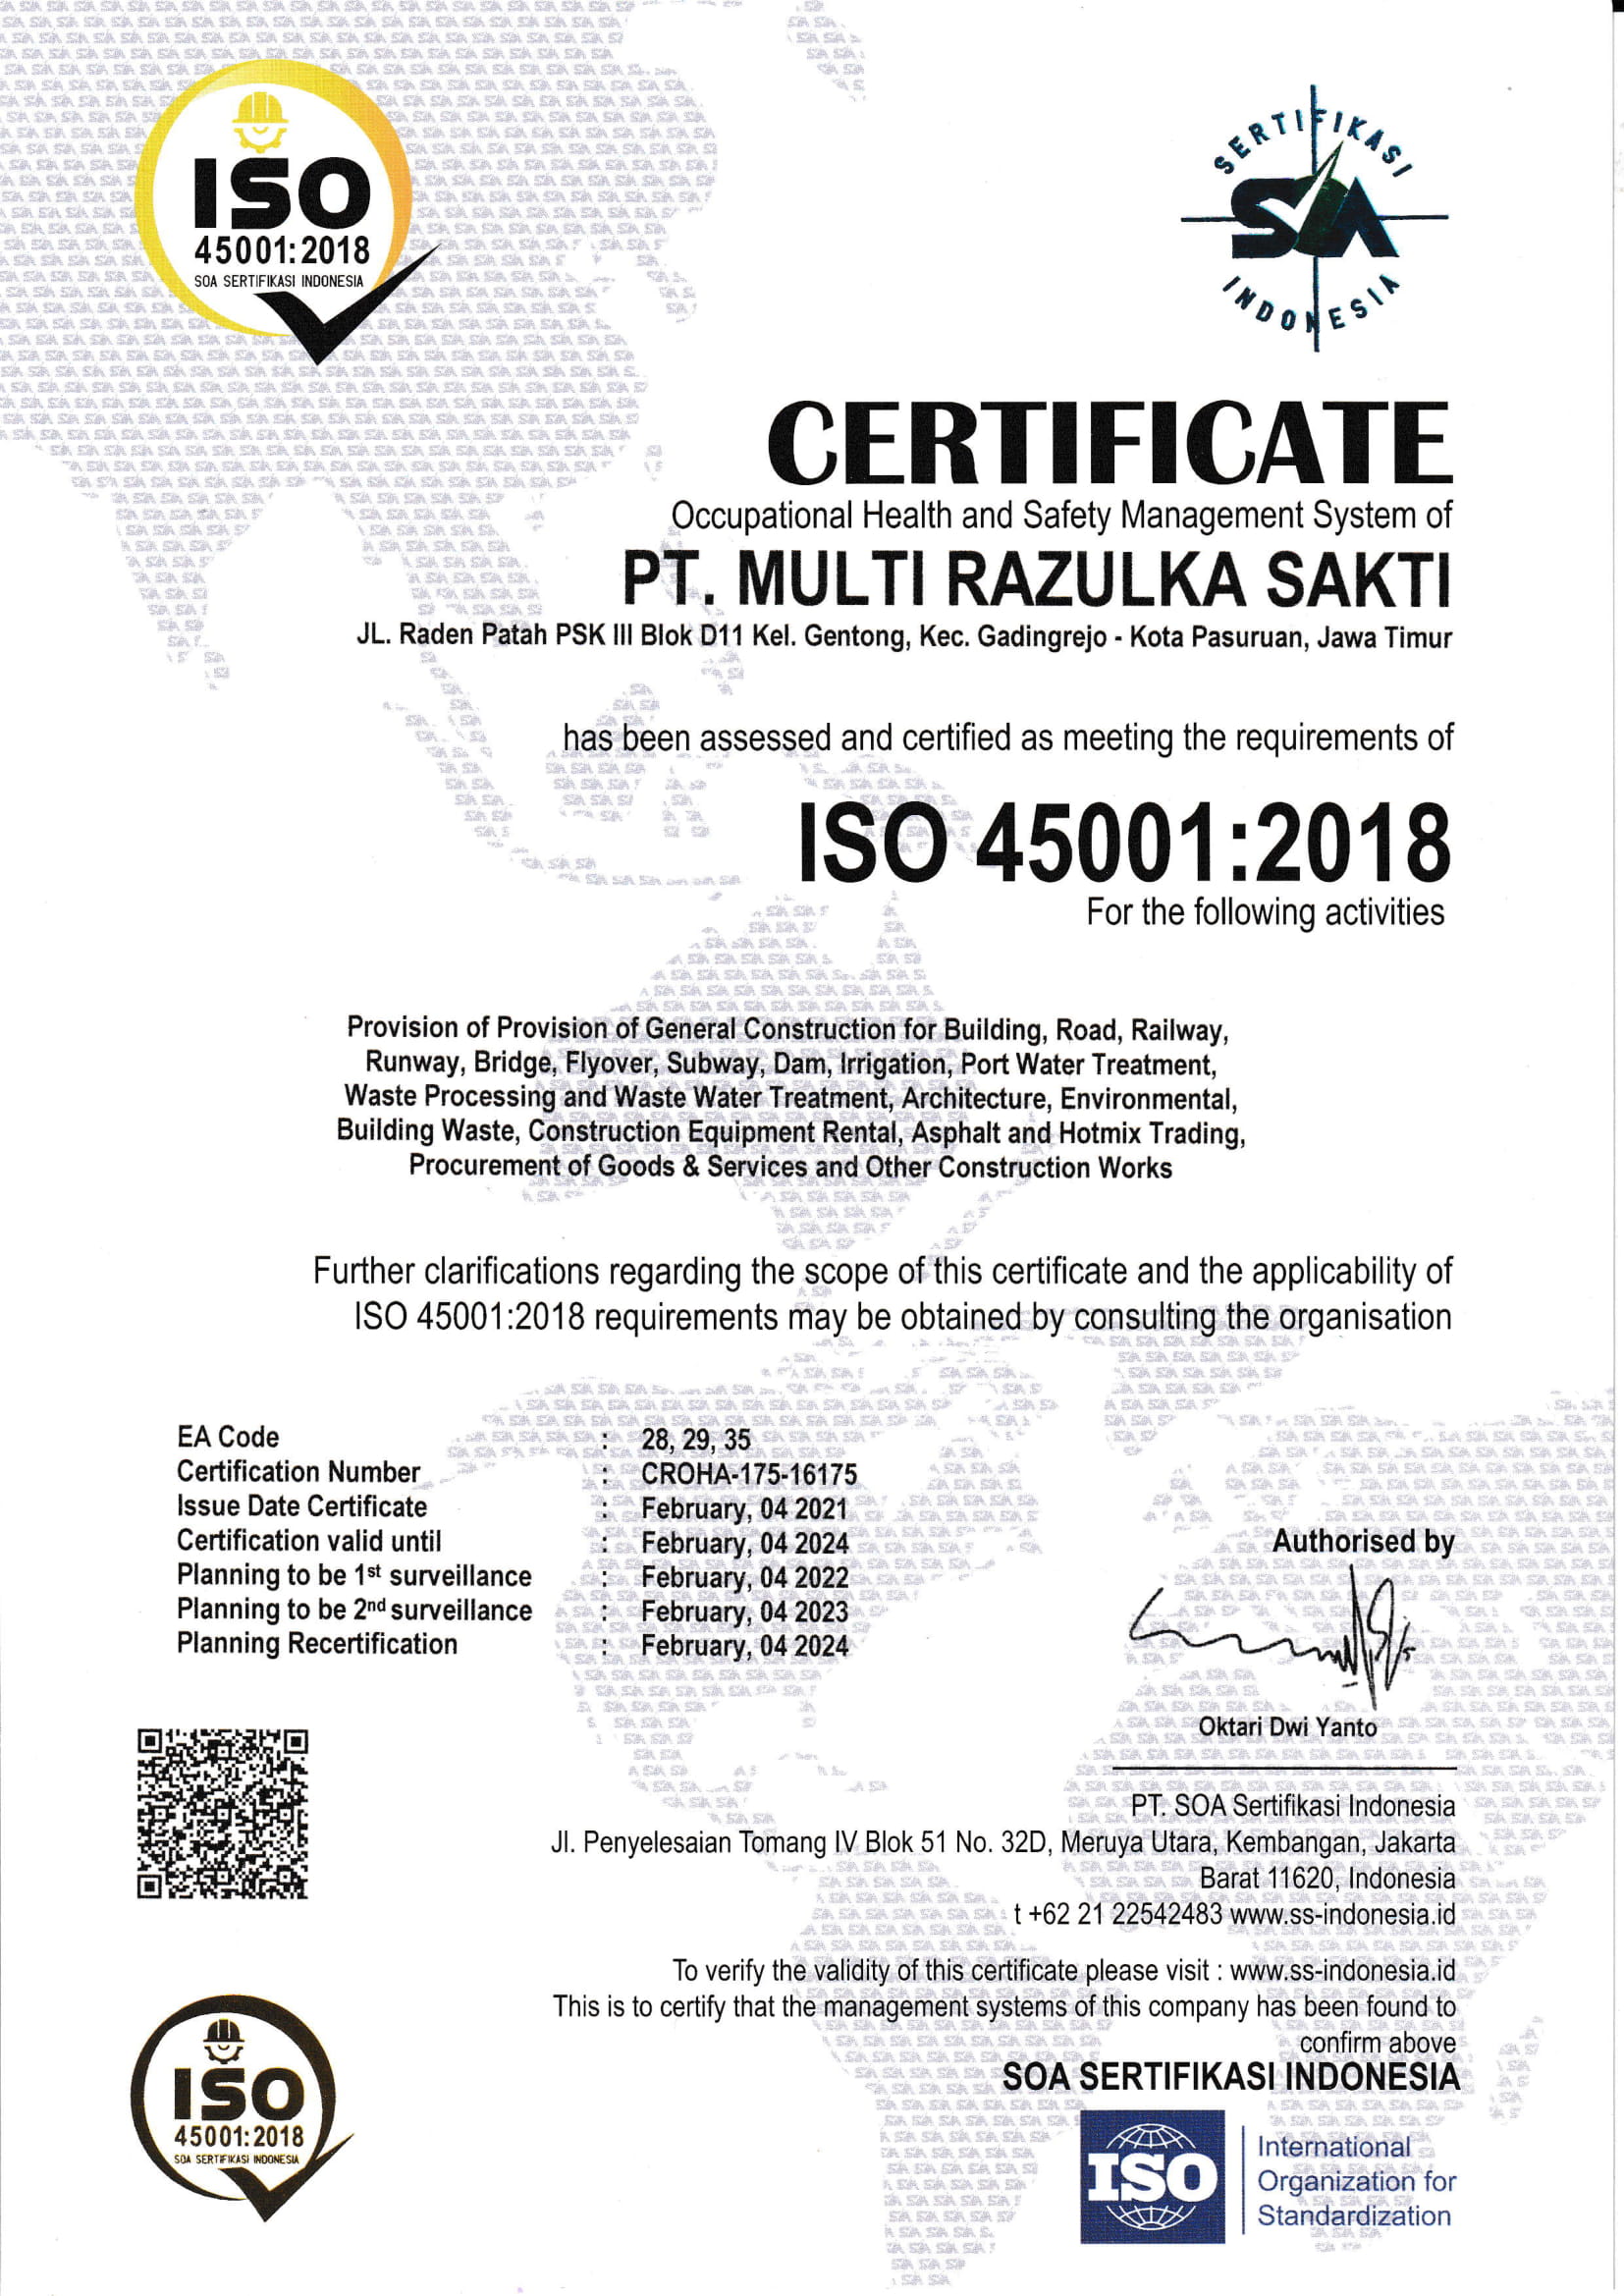 ISO
45001:2018
SOA SERTIFIKASI INDONESIA
SERTIFIKASI
SOA
INDONESIA
CERTIFICATE
Occupational Health and Safety Management System of
PT. MULTI RAZULKA SAKTI
JL. Raden Patah PSK III Blok D11 Kel. Gentong, Kec. Gadingrejo - Kota Pasuruan, Jawa Timur
has been assessed and certified as meeting the requirements of
ISO 45001:2018
For the following activities
Provision of Provision of General Construction for Building, Road, Railway,
Runway, Bridge, Flyover, Subway, Dam, Irrigation, Port Water Treatment,
Waste Processing and Waste Water Treatment, Architecture, Environmental,
Building Waste, Construction Equipment Rental, Asphalt and Hotmix Trading,
Procurement of Goods & Services and Other Construction Works
Further clarifications regarding the scope of this certificate and the applicability of
ISO 45001:2018 requirements may be obtained by consulting the organisation
EA Code : 28, 29, 35
Certification Number : CROHA-175-16175
Issue Date Certificate : February, 04 2021
Certification valid until : February, 04 2024
Planning to be 1st surveillance : February, 04 2022
Planning to be 2nd surveillance : February, 04 2023
Planning Recertification : February, 04 2024
Authorised by
Oktari Dwi Yanto
PT. SOA Sertifikasi Indonesia
Jl. Penyelesaian Tomang IV Blok 51 No. 32D, Meruya Utara, Kembangan, Jakarta
Barat 11620, Indonesia
t +62 21 22542483 www.ss-indonesia.id
To verify the validity of this certificate please visit : www.ss-indonesia.id
This is to certify that the management systems of this company has been found to
confirm above
SOA SERTIFIKASI INDONESIA
ISO
45001:2018
SOA SERTIFIKASI INDONESIA
ISO
International
Organization for
Standardization